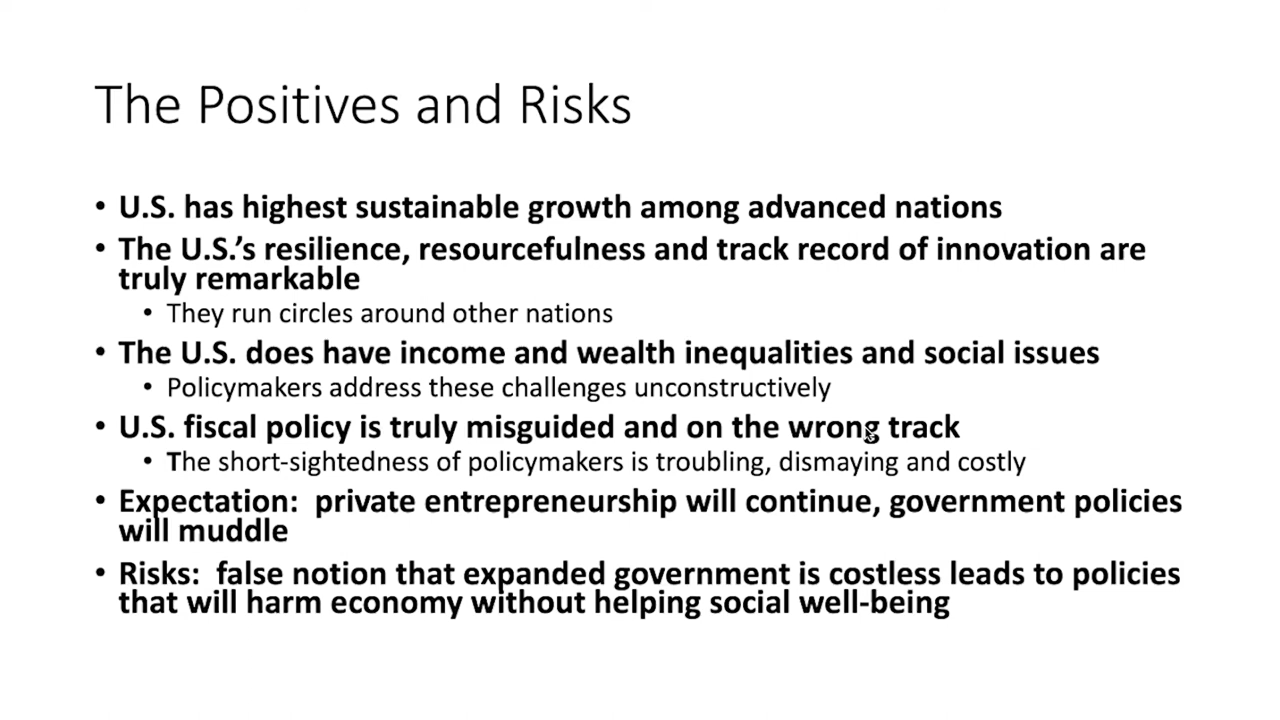 The Positives and Risks
• U.S. has highest sustainable growth among advanced nations
• The U.S.'s resilience, resourcefulness and track record of innovation are
truly remarkable
• They run circles around other nations
• The U.S. does have income and wealth inequalities and social issues
• Policymakers address these challenges unconstructively
• U.S. fiscal policy is truly misguided and on the wrong track
• The short-sightedness of policymakers is troubling, dismaying and costly
• Expectation:  private entrepreneurship will continue, government policies
will muddle
• Risks:  false notion that expanded government is costless leads to policies
that will harm economy without helping social well-being